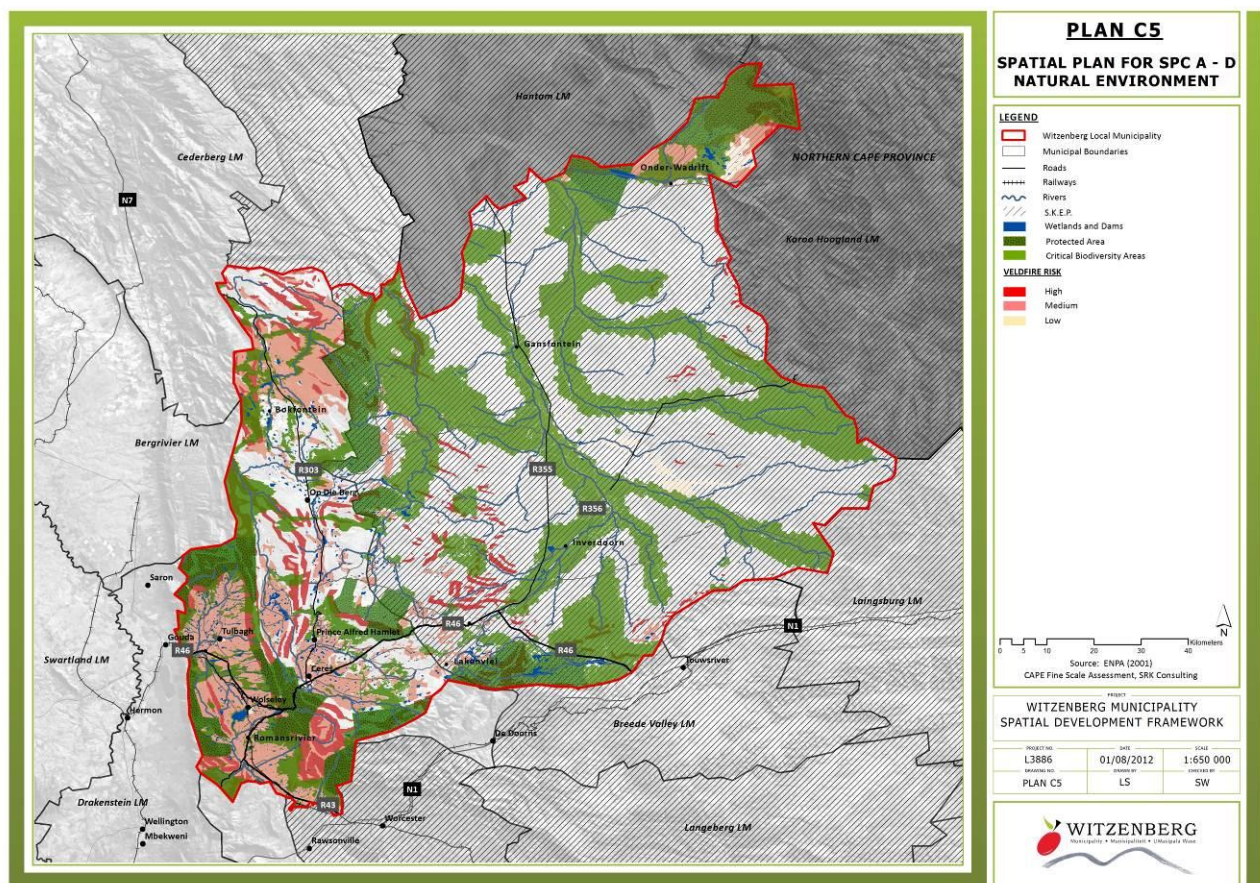 Hantam LM
Cederberg LM
NORTHERN CAPE PROVINCE
Onder-Wadrift
N7
Karoo Hoogland LM
Gansfontein
Bokfontein
Bergrivier LM
R303
R355
Op Die Berg
R356
Inverdoorn
Saron
Laingsburg LM
R46
N1
Prince Alfred Hamlet
Tulbagh
Gouda
R46
R46
Swartland LM
Lakenvlei
Touwsriver
Ceres
Wolseley
Hermon
Breede Valley LM
Romansrivier
De Doorns
N1
Drakenstein LM
R43
Wellington
Worcester
Langeberg LM
Mbekweni
Rawsonville
PLAN C5
SPATIAL PLAN FOR SPC A - D
NATURAL ENVIRONMENT
LEGEND
Witzenberg Local Municipality
Municipal Boundaries
Roads
Railways
Rivers
S.K.E.P.
Wetlands and Dams
Protected Area
Critical Biodiversity Areas
VELDFIRE RISK
High
Medium
Low
N
Kilometers
0 5 10 20 30 40
Source: ENPA (2001)
CAPE Fine Scale Assessment, SRK Consulting
PROJECT
WITZENBERG MUNICIPALITY
SPATIAL DEVELOPMENT FRAMEWORK
PROJECT NO. DATE SCALE
L3886 01/08/2012 1:650 000
DRAWING NO. DRAWN BY CHECKED BY
PLAN C5 LS SW
WITZENBERG
Municipality • Munisipaliteit • UMasipala Wase